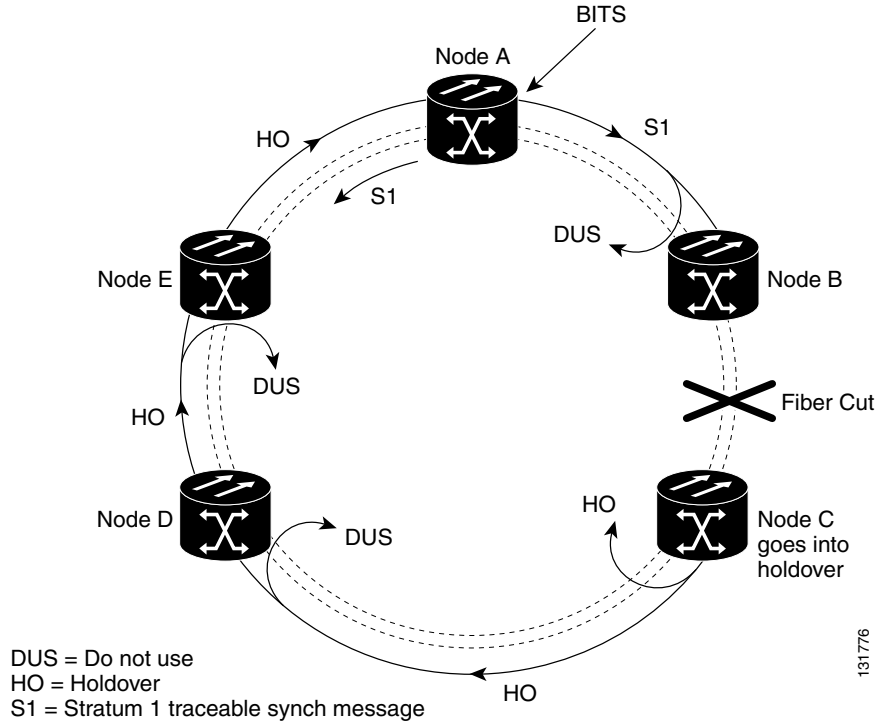 BITS
Node A
S1
HO
S1
DUS
Node E
Node B
DUS
Fiber Cut
HO
HO
Node D
DUS
Node C
goes into
holdover
DUS = Do not use
HO = Holover
S1 = Stratum 1 traceable synch message
HO
131776